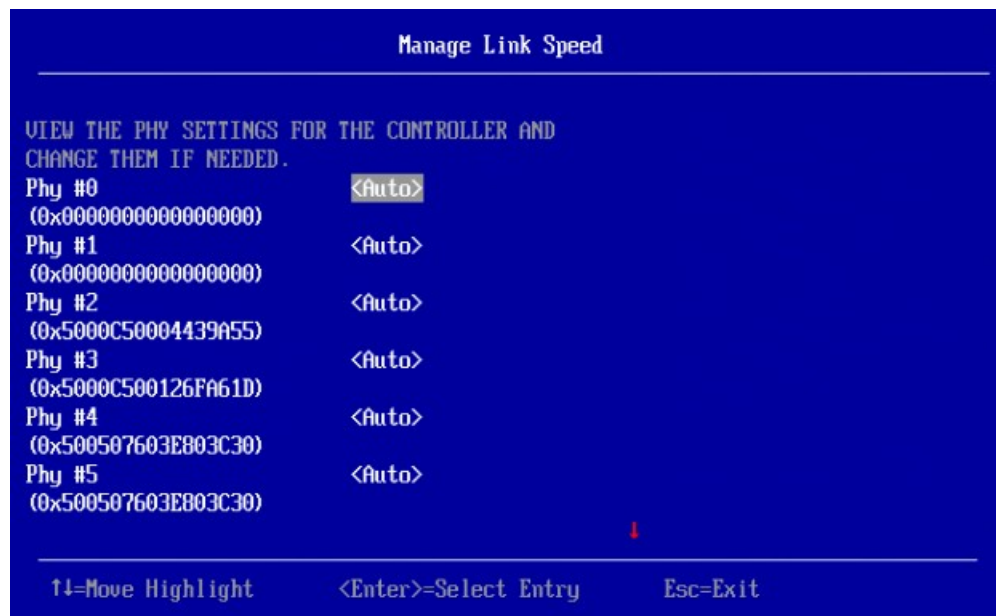 Manage Link Speed
VIEW THE PHY SETTINGS FOR THE CONTROLLER AND
CHANGE THEM IF NEEDED.
Phy #0 <Auto>
(0x0000000000000000)
Phy #1 <Auto>
(0x0000000000000000)
Phy #2 <Auto>
(0x5000C50004439A55)
Phy #3 <Auto>
(0x5000C500126FA61D)
Phy #4 <Auto>
(0x500507603E803C30)
Phy #5 <Auto>
(0x500507603E803C30)
↓
↑↓=Move Highlight <Enter>=Select Entry Esc=Exit